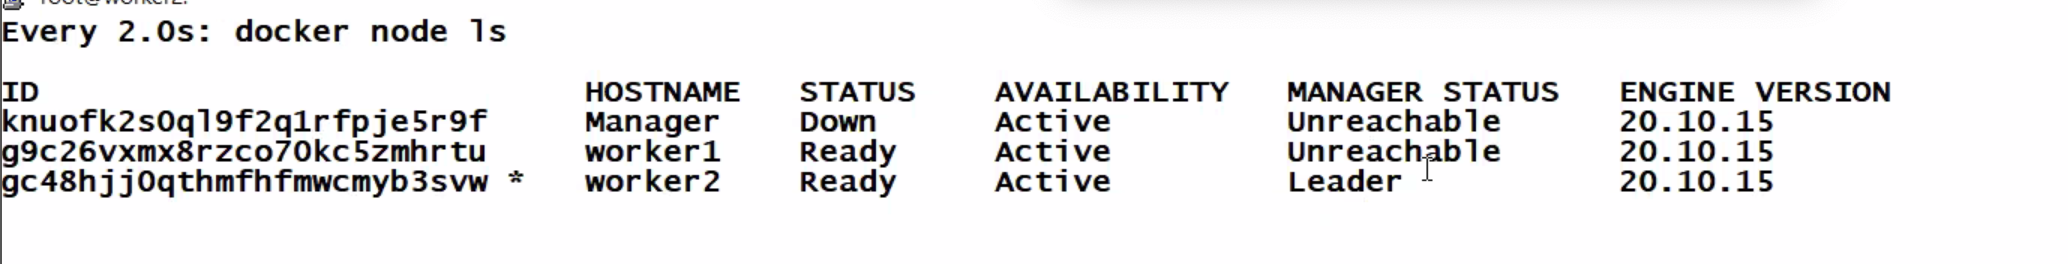 Every 2.0s: docker node ls
ID HOSTNAME STATUS AVAILABILITY MANAGER STATUS ENGINE VERSION
knuofk2s0ql9f2q1rfpje5r9f Manager Down Active Unreachable 20.10.15
g9c26vxmx8rzco70kc5zmhrtu worker1 Ready Active Unreachable 20.10.15
gc48hjj0qthmfhfmwcmyb3svw * worker2 Ready Active Leader 20.10.15